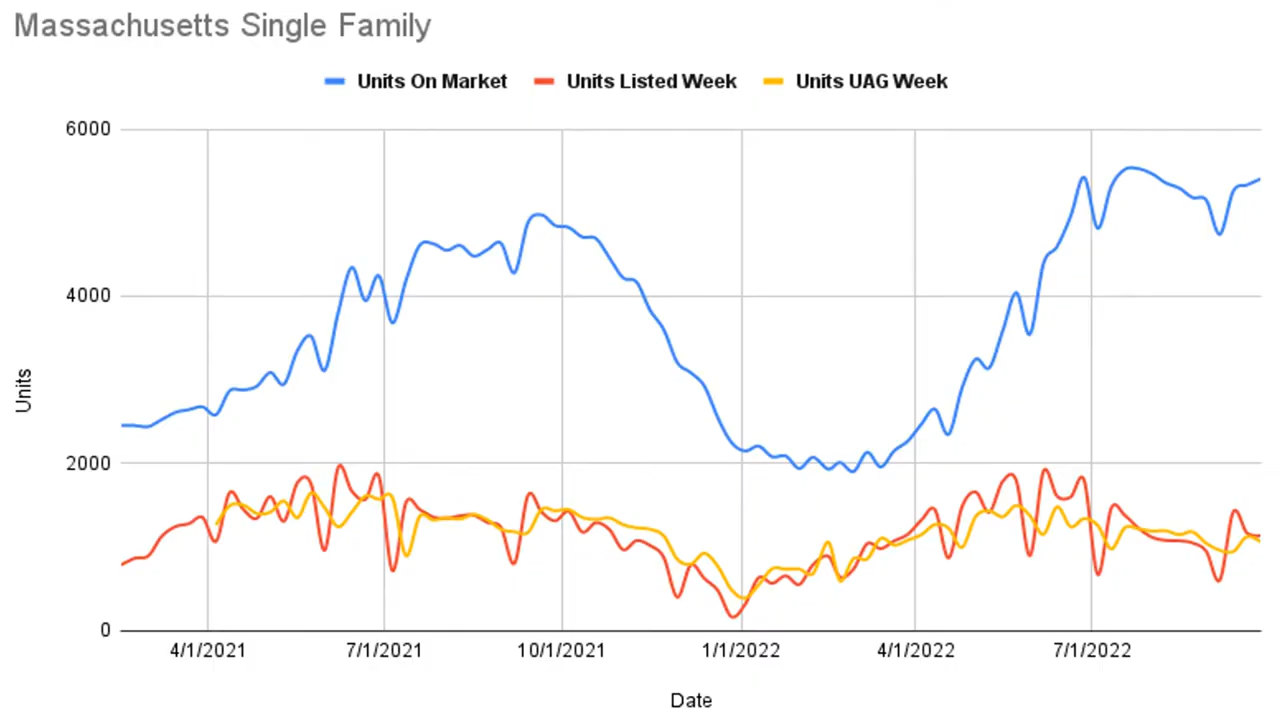 Massachusetts Single Family
Units On Market Units Listed Week Units UAG Week
6000
4000
2000
0
Units
4/1/2021 7/1/2021 10/1/2021 1/1/2022 4/1/2022 7/1/2022
Date